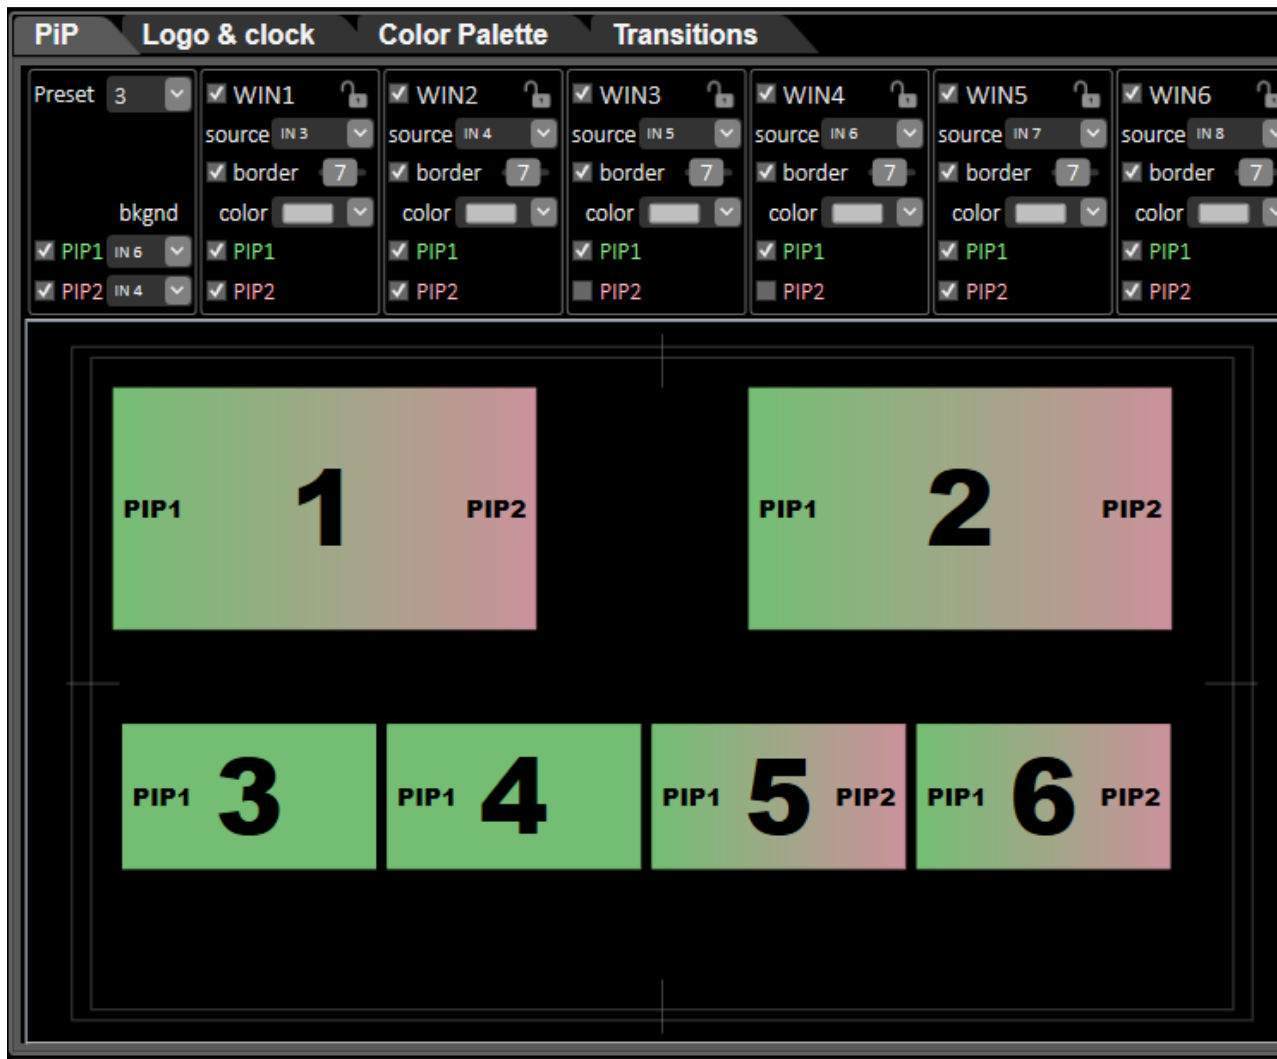 PiP Logo & clock Color Palette Transitions
Preset 3 WIN1 WIN2 WIN3 WIN4 WIN5 WIN6
source IN 3 source IN 4 source IN 5 source IN 6 source IN 7 source IN 8
border 7 border 7 border 7 border 7 border 7 border 7
bkgnd color color color color color color
PIP1 IN 6 PIP1 PIP1 PIP1 PIP1 PIP1 PIP1
PIP2 IN 4 PIP2 PIP2 PIP2 PIP2 PIP2 PIP2
PIP1 1 PIP2 PIP1 2 PIP2
PIP1 3 PIP1 4 PIP1 5 PIP2 PIP1 6 PIP2